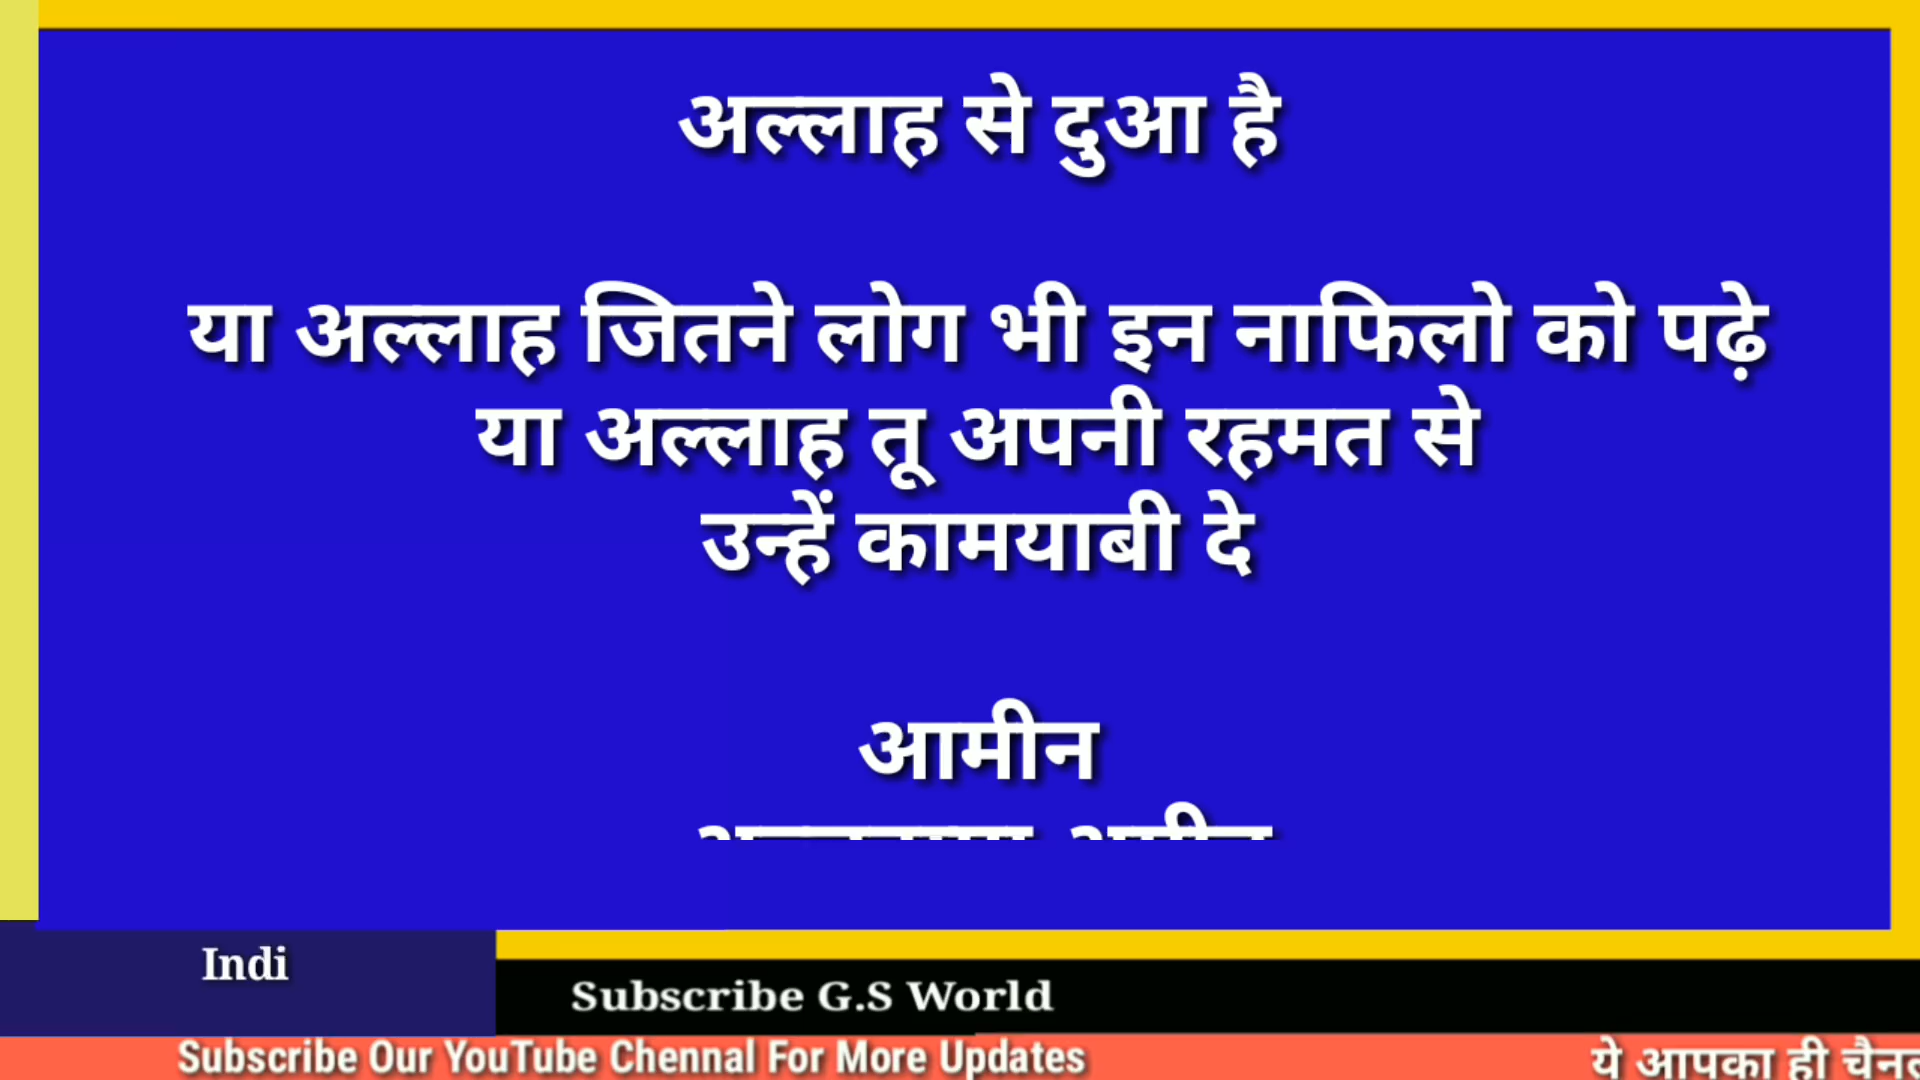 अल्लाह से दुआ है
या अल्लाह जितने लोग भी इन नाफिलो को पढ़े
या अल्लाह तू अपनी रहमत से
उन्हें कामयाबी दे
आमीन
Indi
Subscribe G.S World
Subscribe Our YouTube Chennal For More Updates
ये आपका ही